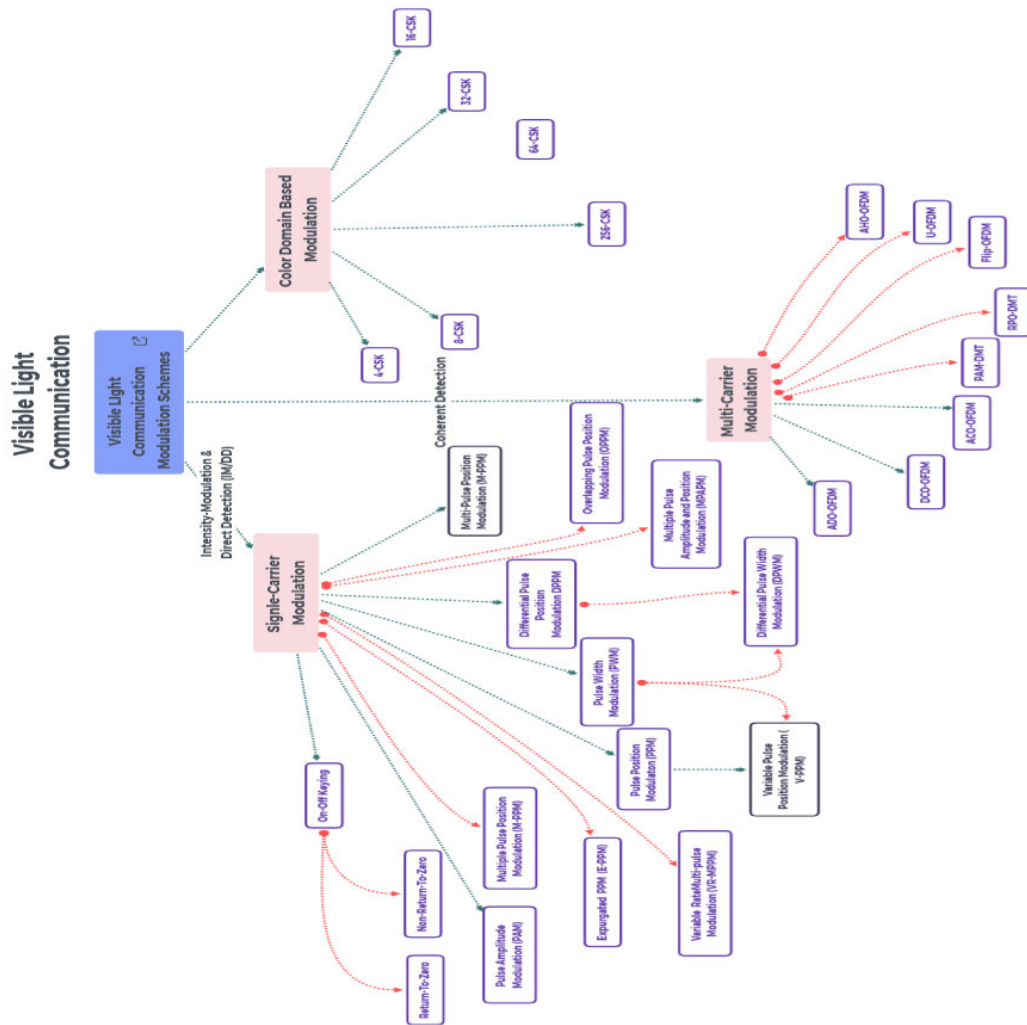 Visible Light
Communication
Visible Light
Communication
Modulation Schemes
Intensity-Modulation &
Direct Detection (IM/DD)
Coherent Detection
Signle-Carrier
Modulation
Color Domain Based
Modulation
Multi-Carrier
Modulation
On-Off Keying
Return-To-Zero
Non-Return-To-Zero
Pulse Amplitude
Modulation (PAM)
Multiple Pulse Position
Modulation (M-PPM)
Expurgated PPM (E-PPM)
Variable RateMulti-pulse
Modulation (VR-MPPM)
Pulse Position
Modulaton (PPM)
Variable Pulse
Position Modulation (
V-PPM)
Pulse Width
Modulation (PWM)
Differential Pulse
Position
Modulation DPPM
Differential Pulse Width
Modulation (DPWM)
Multiple Pulse
Amplitude and Position
Modulation (MPAPM)
Overlapping Pulse Position
Modulation (OPPM)
Multi-Pulse Position
Modulation (M-PPM)
4-CSK
8-CSK
256-CSK
64-CSK
32-CSK
16-CSK
ADO-OFDM
DCO-OFDM
ACO-OFDM
PAM-DMT
RPO-DMT
Flip-OFDM
U-OFDM
AHO-OFDM